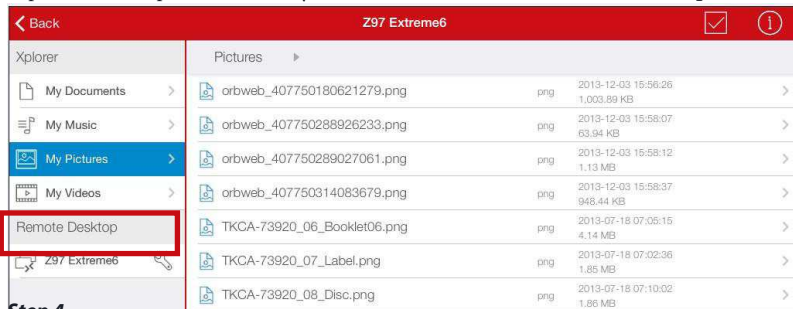 Back
Z97 Extreme6
Xplorer
My Documents
My Music
My Pictures
My Videos
Remote Desktop
Z97 Extreme6
Pictures
orbweb_407750180621279.png png 2013-12-03 15:56:26
1,003.89 KB
orbweb_407750288926233.png png 2013-12-03 15:58:07
63.94 KB
orbweb_407750289027061.png png 2013-12-03 15:58:12
1.13 MB
orbweb_407750314083679.png png 2013-12-03 15:58:37
948.44 KB
TKCA-73920_06_Booklet06.png png 2013-07-18 07:05:15
4.14 MB
TKCA-73920_07_Label.png png 2013-07-18 07:02:36
1.85 MB
TKCA-73920_08_Disc.png png 2013-07-18 07:10:02
1.86 MB
Step 4